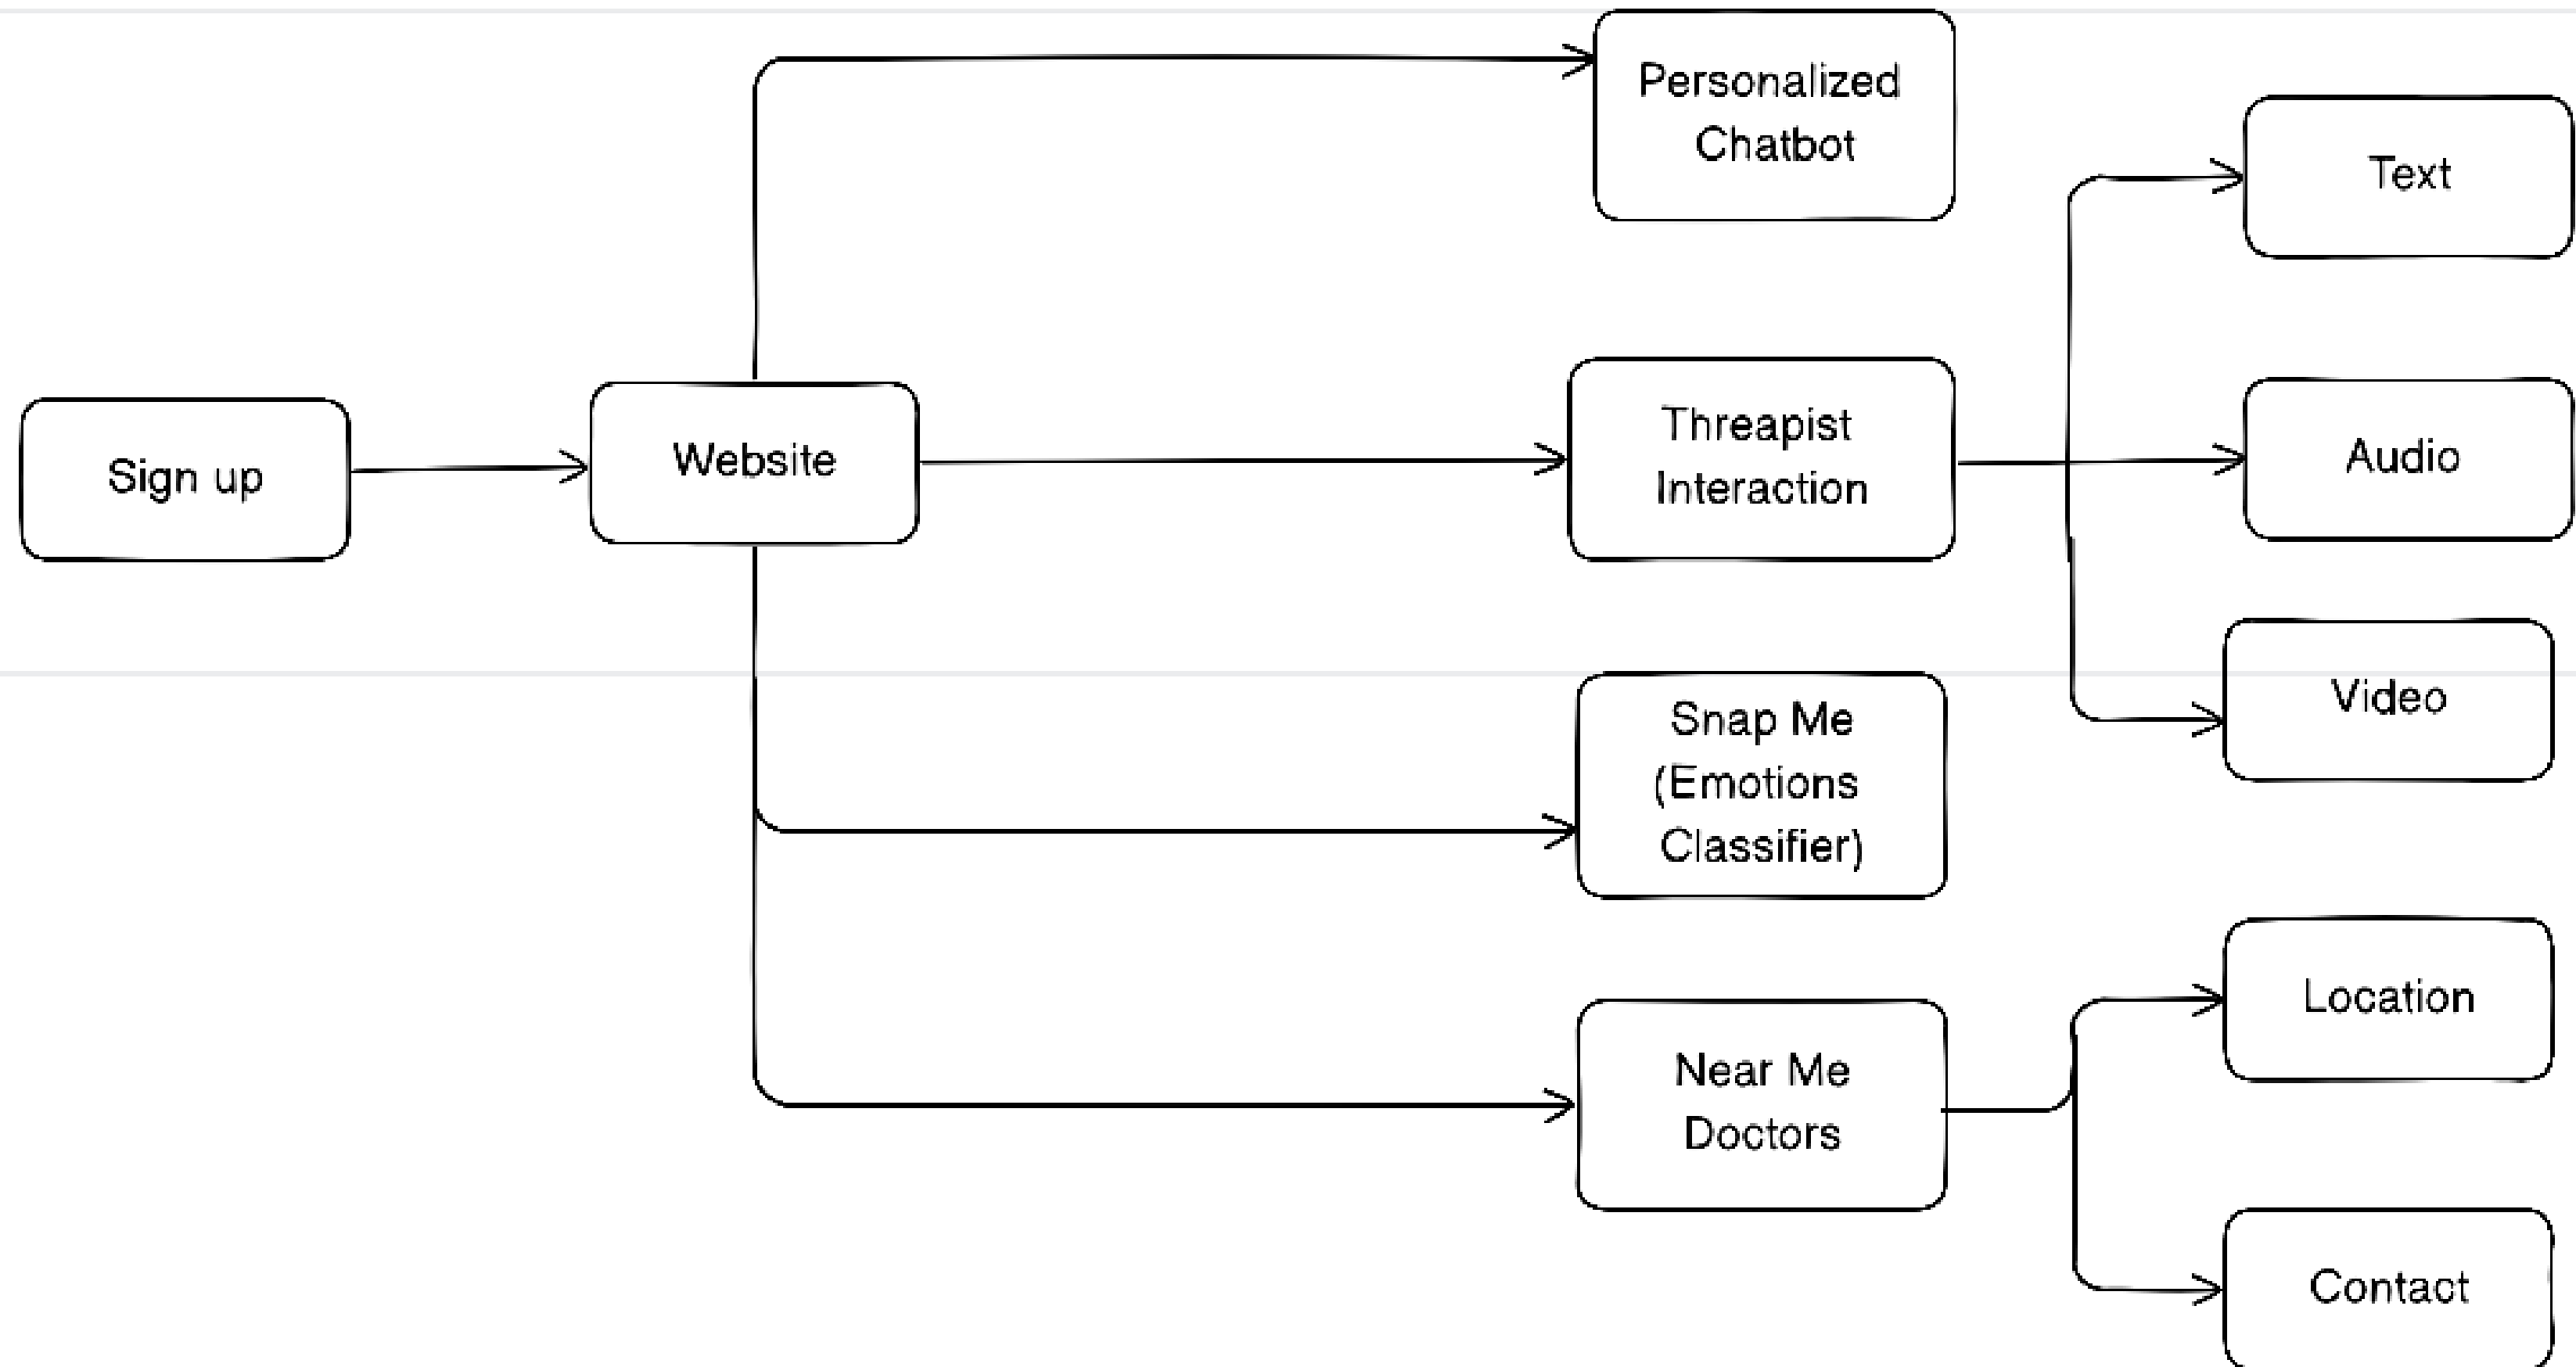 Sign up
Website
Personalized
Chatbot
Threapist
Interaction
Snap Me
(Emotions
Classifier)
Near Me
Doctors
Text
Audio
Video
Location
Contact